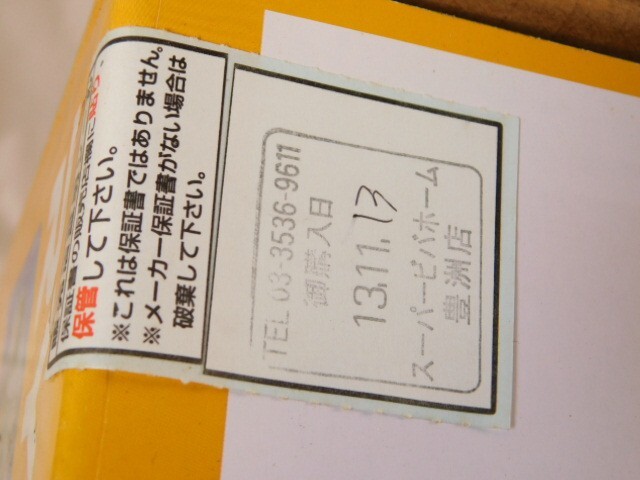 保証書の販売店欄に貼り、
保管して下さい。
※これは保証書ではありません。
※メーカー保証書がない場合は
破棄して下さい。
TEL 03-3536-9611
御購入日
13.11.13
スーパービバホーム
豊洲店